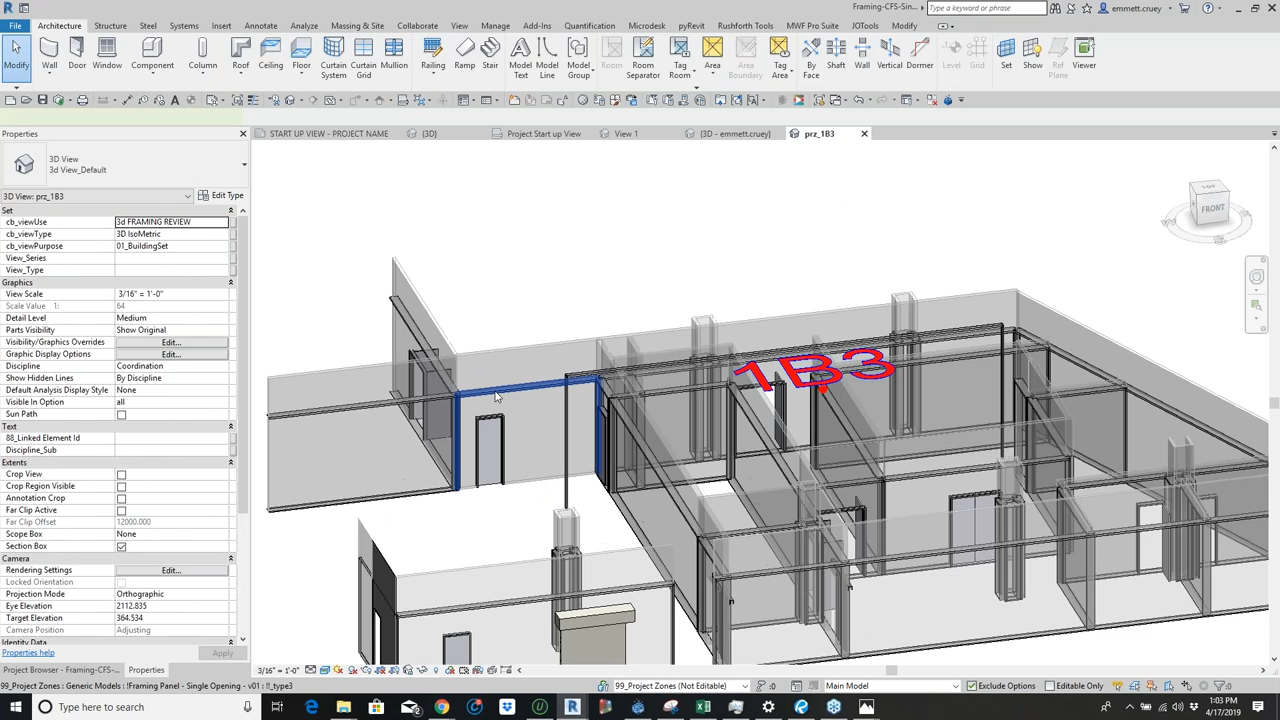 Framing-CFS-Sin...
Type a keyword or phrase
emmett.cruey
File Architecture Structure Steel Systems Insert Annotate Analyze Massing & Site Collaborate View Manage Add-Ins Quantification Microdesk pyRevit Rushforth Tools MWF Pro Suite JOTools Modify
Modify Wall Door Window Component Column Roof Ceiling Floor Curtain System Curtain Grid Mullion Railing Ramp Stair Model Text Model Line Model Group Room Room Separator Tag Room Area Area Boundary Tag Area By Face Shaft Wall Vertical Dormer Level Grid Set Show Ref Plane Viewer
Properties
START UP VIEW - PROJECT NAME
{3D}
Project Start up View
View 1
{3D - emmett.cruey}
prz_1B3
3D View
3d View_Default
3D View: prz_1B3
Edit Type
Set
cb_viewUse 3d FRAMING REVIEW
cb_viewType 3D IsoMetric
cb_viewPurpose 01_BuildingSet
View_Series
View_Type
Graphics
View Scale 3/16" = 1'-0"
Scale Value 1: 64
Detail Level Medium
Parts Visibility Show Original
Visibility/Graphics Overrides Edit...
Graphic Display Options Edit...
Discipline Coordination
Show Hidden Lines By Discipline
Default Analysis Display Style None
Visible In Option all
Sun Path
Text
88_Linked Element Id
Discipline_Sub
Extents
Crop View
Crop Region Visible
Annotation Crop
Far Clip Active
Far Clip Offset 12000.000
Scope Box None
Section Box
Camera
Rendering Settings Edit...
Locked Orientation
Projection Mode Orthographic
Eye Elevation 2112.835
Target Elevation 364.534
Camera Position Adjusting
Identity Data
Properties help
Apply
TOP
FRONT
1B3
Project Browser - Framing-CFS-...
Properties
3/16" = 1'-0"
99_Project Zones : Generic Models : !Framing Panel - Single Opening - v01 : !!_type3
99_Project Zones (Not Editable)
:0
Main Model
Exclude Options
Editable Only
:0
Type here to search
1:03 PM
4/17/2019